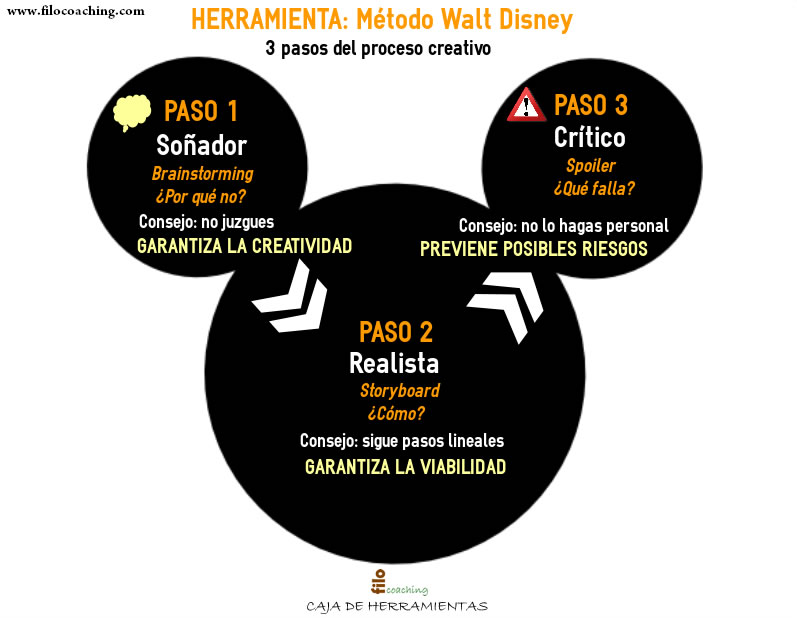 www.filocoaching.com
HERRAMIENTA: Método Walt Disney
3 pasos del proceso creativo
PASO 1
Soñador
Brainstorming
¿Por qué no?
Consejo: no juzgues
GARANTIZA LA CREATIVIDAD
PASO 2
Realista
Storyboard
¿Cómo?
Consejo: sigue pasos lineales
GARANTIZA LA VIABILIDAD
PASO 3
Crítico
Spoiler
¿Qué falla?
Consejo: no lo hagas personal
PREVIENE POSIBLES RIESGOS
filo
coaching
CAJA DE HERRAMIENTAS